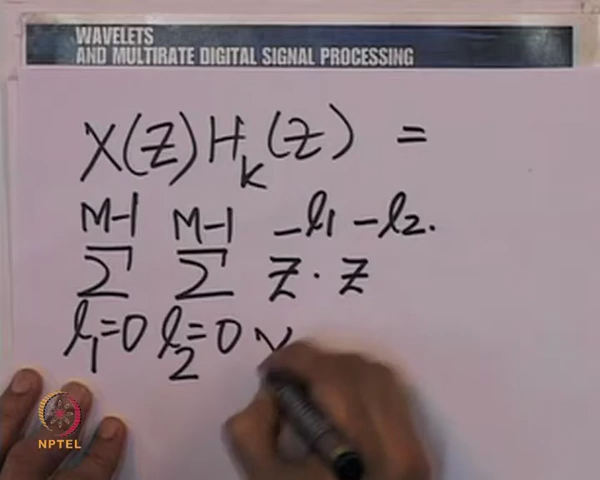 WAVELETS
AND MULTIRATE DIGITAL SIGNAL PROCESSING
X(Z) H_k(Z) =
M-1 M-1 -l1 -l2.
Σ Σ Z · Z
l1=0 l2=0
NPTEL